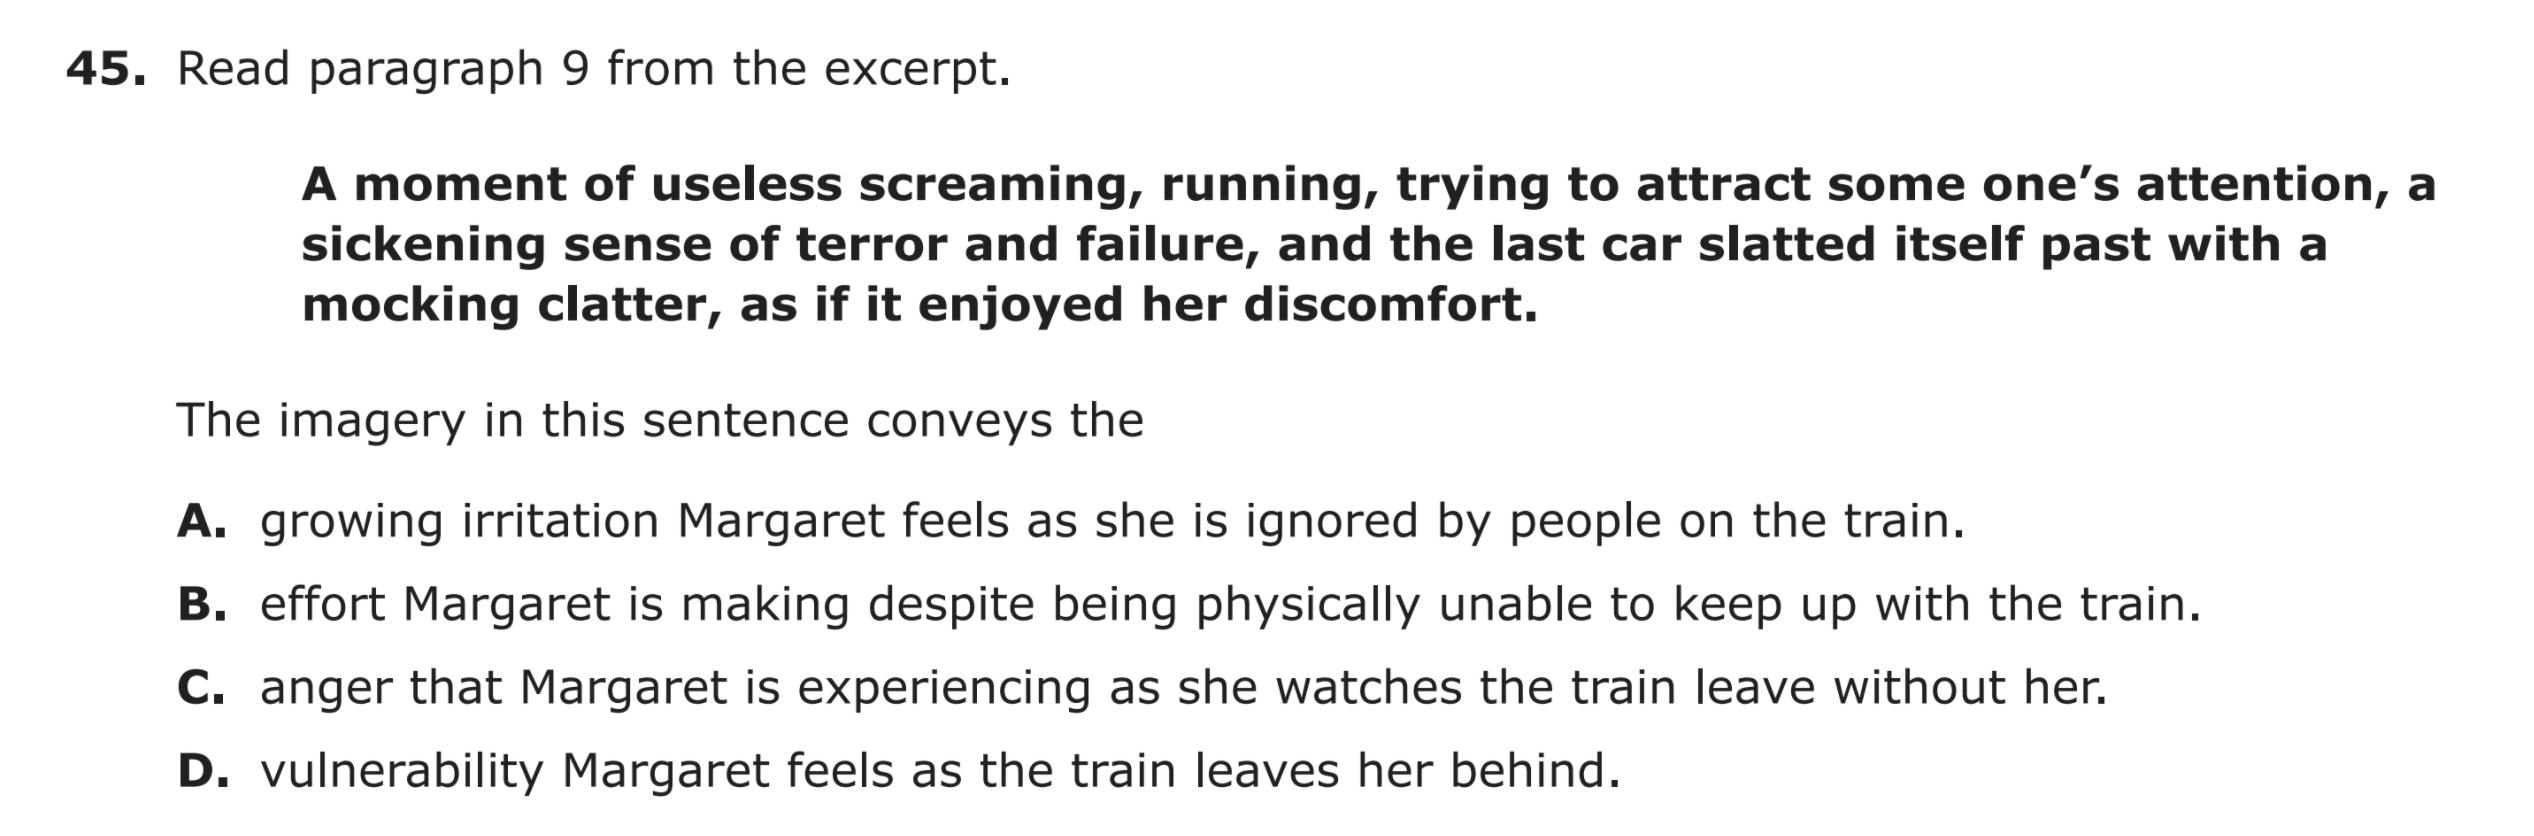 45. Read paragraph 9 from the excerpt.
A moment of useless screaming, running, trying to attract some one’s attention, a
sickening sense of terror and failure, and the last car slatted itself past with a
mocking clatter, as if it enjoyed her discomfort.
The imagery in this sentence conveys the
A. growing irritation Margaret feels as she is ignored by people on the train.
B. effort Margaret is making despite being physically unable to keep up with the train.
C. anger that Margaret is experiencing as she watches the train leave without her.
D. vulnerability Margaret feels as the train leaves her behind.